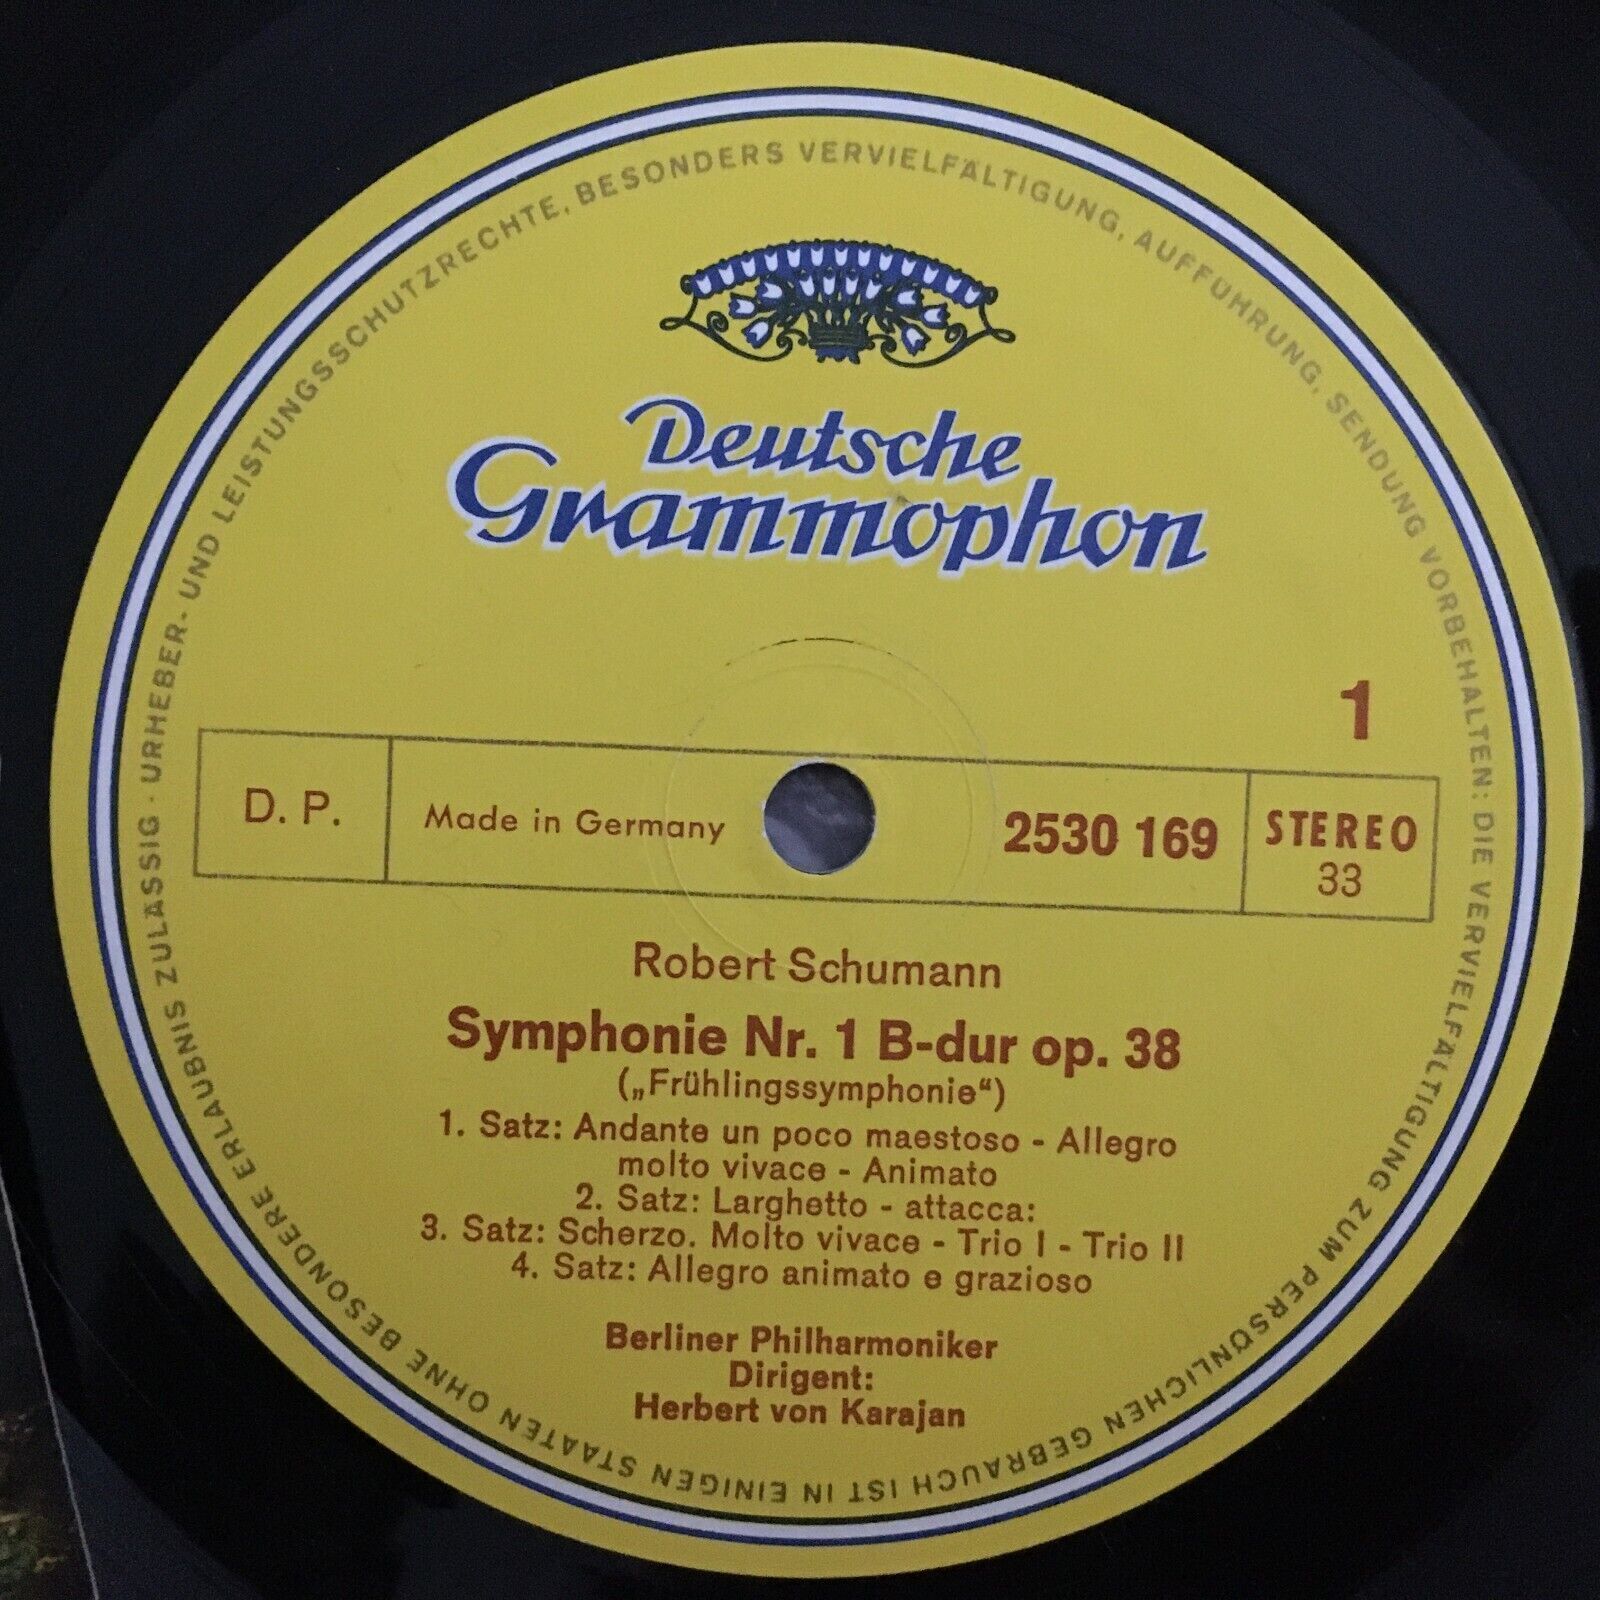 URHEBER- UND LEISTUNGSSCHUTZRECHTE, BESONDERS VERVIELFÄLTIGUNG, AUFFÜHRUNG, SENDUNG VORBEHALTEN: DIE VERVIELFÄLTIGUNG ZUM PERSÖNLICHEN GEBRAUCH IST IN EINIGEN STAATEN OHNE BESONDERE ERLAUBNIS ZULÄSSIG ·
Deutsche
Grammophon
1
D. P. Made in Germany 2530 169 STEREO
33
Robert Schumann
Symphonie Nr. 1 B-dur op. 38
(„Frühlingssymphonie“)
1. Satz: Andante un poco maestoso - Allegro
molto vivace - Animato
2. Satz: Larghetto - attacca:
3. Satz: Scherzo. Molto vivace - Trio I - Trio II
4. Satz: Allegro animato e grazioso
Berliner Philharmoniker
Dirigent:
Herbert von Karajan